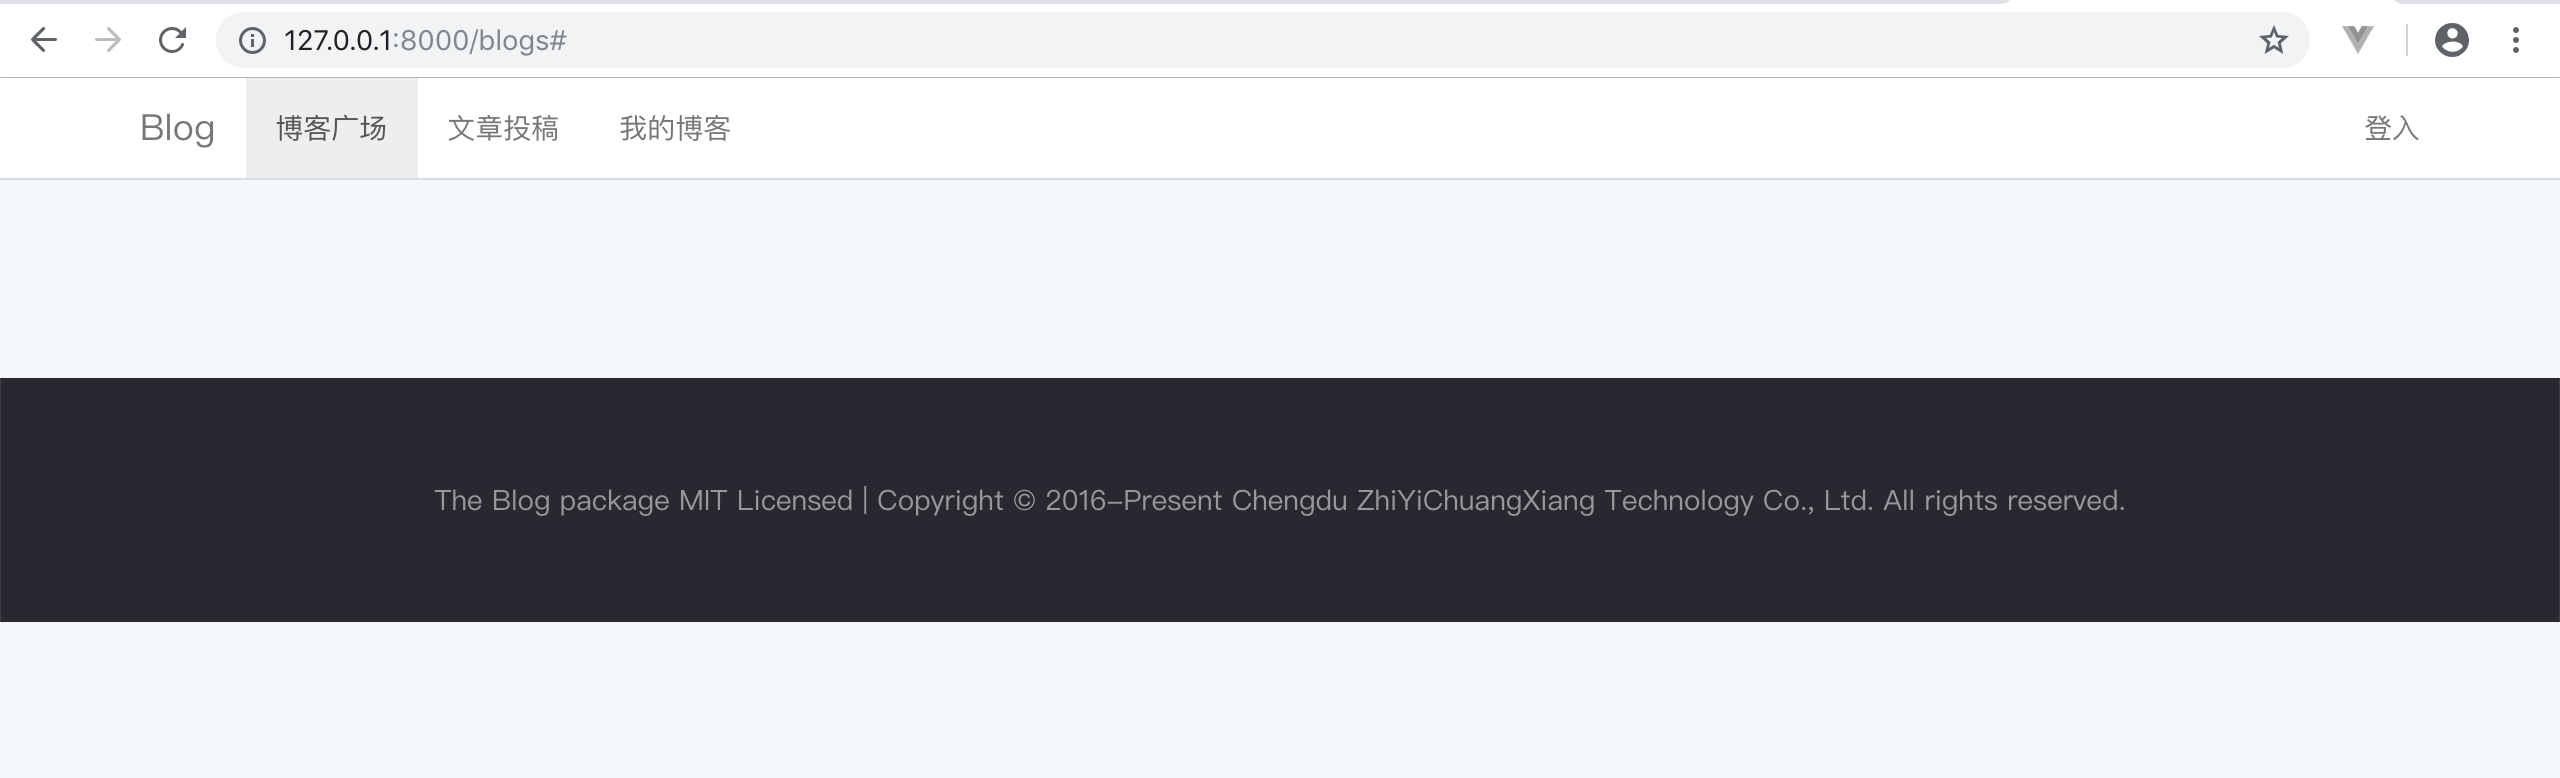 127.0.0.1:8000/blogs#
Blog 博客广场 文章投稿 我的博客 登入
The Blog package MIT Licensed | Copyright © 2016-Present Chengdu ZhiYiChuangXiang Technology Co., Ltd. All rights reserved.